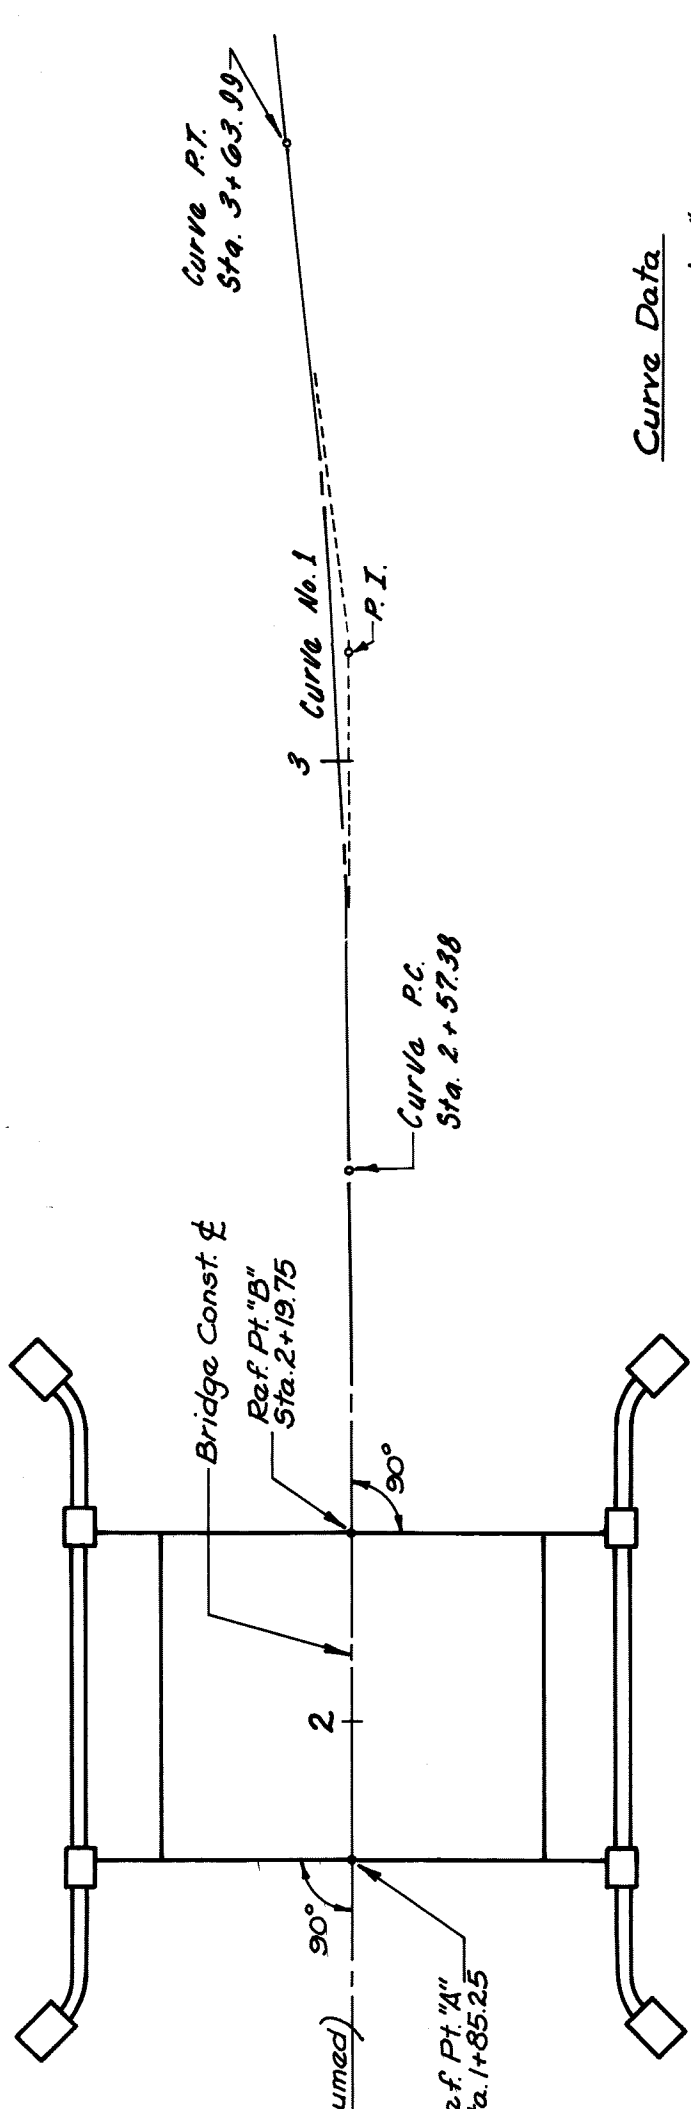 Curve P.T.
Sta. 3+63.99
Curve Data
Curve No. 1
P. I.
3
Curve P.C.
Sta. 2+57.38
Bridge Const. ℄
Ref. Pt. "B"
Sta. 2+19.75
90°
2
90°
Pt. "A"
1+85.25